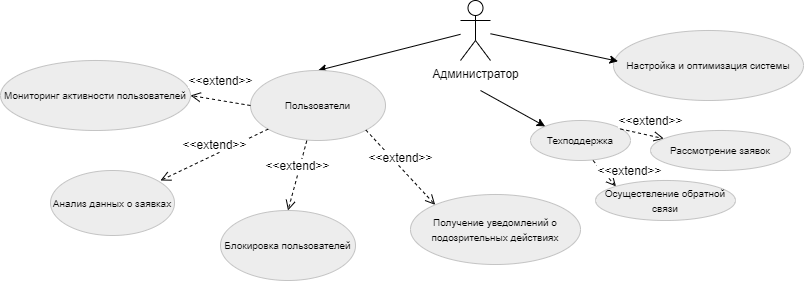 Администратор
Настройка и оптимизация системы
<<extend>>
Мониторинг активности пользователей
Пользователи
<<extend>>
Техподдержка
<<extend>>
Рассмотрение заявок
<<extend>>
<<extend>>
<<extend>>
<<extend>>
Осуществление обратной
связи
Анализ данных о заявках
Блокировка пользователей
Получение уведомлений о
подозрительных действиях